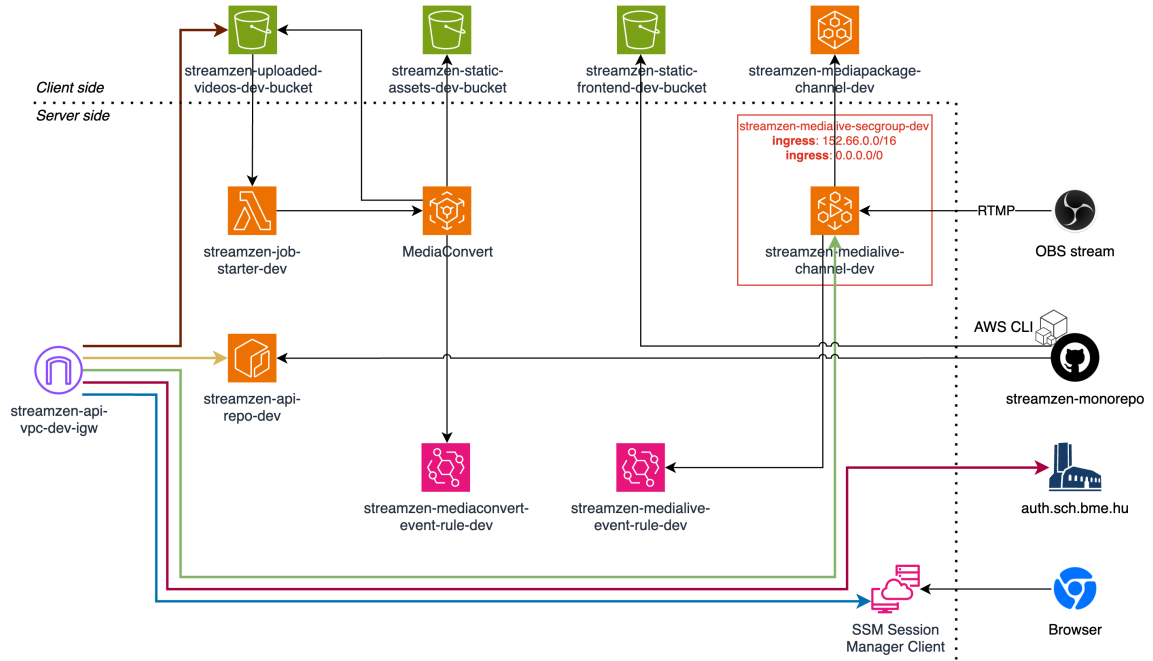 streamzen-uploaded-
videos-dev-bucket
streamzen-static-
assets-dev-bucket
streamzen-static-
frontend-dev-bucket
streamzen-mediapackage-
channel-dev
Client side
Server side
streamzen-medialive-secgroup-dev
ingress: 152.66.0.0/16
ingress: 0.0.0.0/0
RTMP
streamzen-job-
starter-dev
MediaConvert
streamzen-medialive-
channel-dev
OBS stream
AWS CLI
streamzen-api-
vpc-dev-igw
streamzen-api-
repo-dev
streamzen-monorepo
streamzen-mediaconvert-
event-rule-dev
streamzen-medialive-
event-rule-dev
auth.sch.bme.hu
SSM Session
Manager Client
Browser